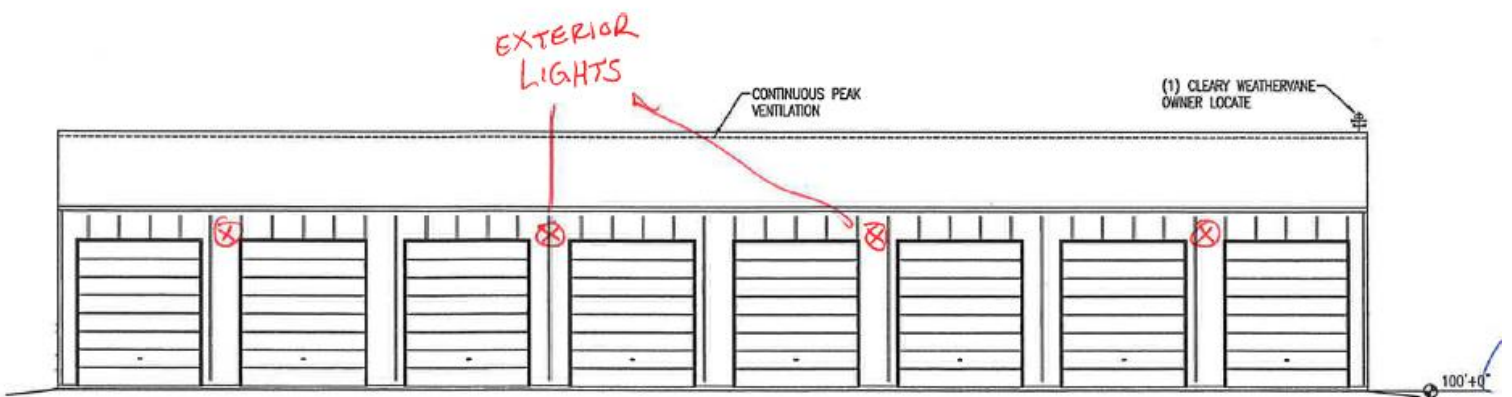 EXTERIOR
LIGHTS
CONTINUOUS PEAK
VENTILATION
(1) CLEARY WEATHERVANE
OWNER LOCATE
100'+0"